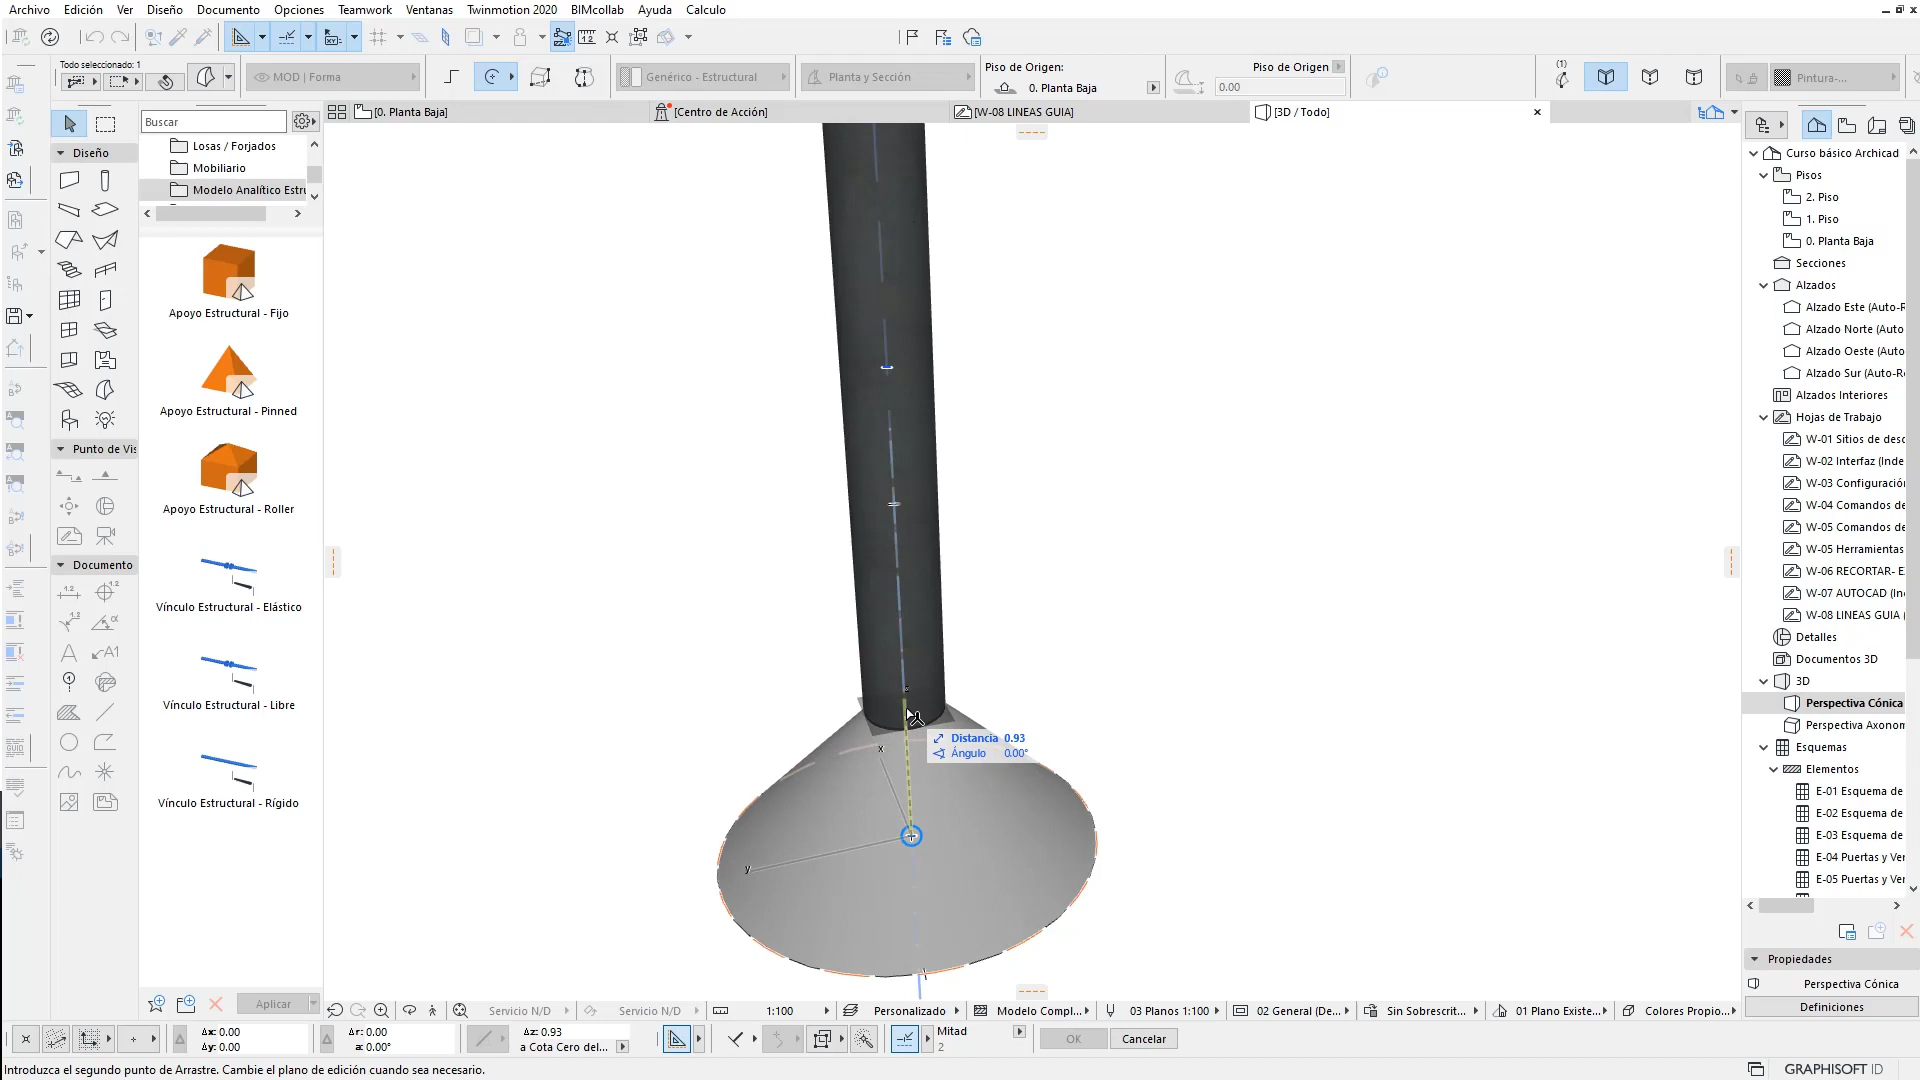 Archivo Edición Ver Diseño Documento Opciones Teamwork Ventanas Twinmotion 2020 BIMcollab Ayuda Calculo
Todo seleccionado: 1
MOD | Forma
Genérico - Estructural
Planta y Sección
Piso de Origen:
0. Planta Baja
Piso de Origen
0.00
(1)
Pintura-...
Buscar
[0. Planta Baja]
[Centro de Acción]
[W-08 LINEAS GUIA]
[3D / Todo]
Diseño
Losas / Forjados
Mobiliario
Modelo Analítico Estru
Apoyo Estructural - Fijo
Apoyo Estructural - Pinned
Apoyo Estructural - Roller
Vínculo Estructural - Elástico
Vínculo Estructural - Libre
Vínculo Estructural - Rígido
Punto de Vis
Documento
Distancia 0.93
Ángulo 0.00°
x
y
Curso básico Archicad
Pisos
2. Piso
1. Piso
0. Planta Baja
Secciones
Alzados
Alzado Este (Auto-R
Alzado Norte (Auto
Alzado Oeste (Auto
Alzado Sur (Auto-Re
Alzados Interiores
Hojas de Trabajo
W-01 Sitios de desc
W-02 Interfaz (Inde
W-03 Configuración
W-04 Comandos de
W-05 Comandos de
W-05 Herramientas
W-06 RECORTAR- E
W-07 AUTOCAD (In
W-08 LINEAS GUIA (
Detalles
Documentos 3D
3D
Perspectiva Cónica
Perspectiva Axonom
Esquemas
Elementos
E-01 Esquema de
E-02 Esquema de
E-03 Esquema de
E-04 Puertas y Ver
E-05 Puertas y Ver
Propiedades
Perspectiva Cónica
Definiciones
Aplicar
Servicio N/D
Servicio N/D
1:100
Personalizado
Modelo Compl...
03 Planos 1:100
02 General (De...
Sin Sobrescrit...
01 Plano Existe...
Colores Propio...
Δx: 0.00
Δy: 0.00
Δr: 0.00
a: 0.00°
Δz: 0.93
a Cota Cero del...
Mitad
2
OK
Cancelar
Introduzca el segundo punto de Arrastre. Cambie el plano de edición cuando sea necesario.
GRAPHISOFT ID